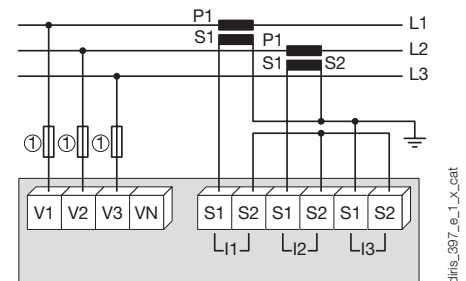 P1 L1
S1 P1 L2
S1 S2 L3
① ① ①
V1 V2 V3 VN S1 S2 S1 S2 S1 S2
I1 I2 I3
diris_397_e_1_x_cat